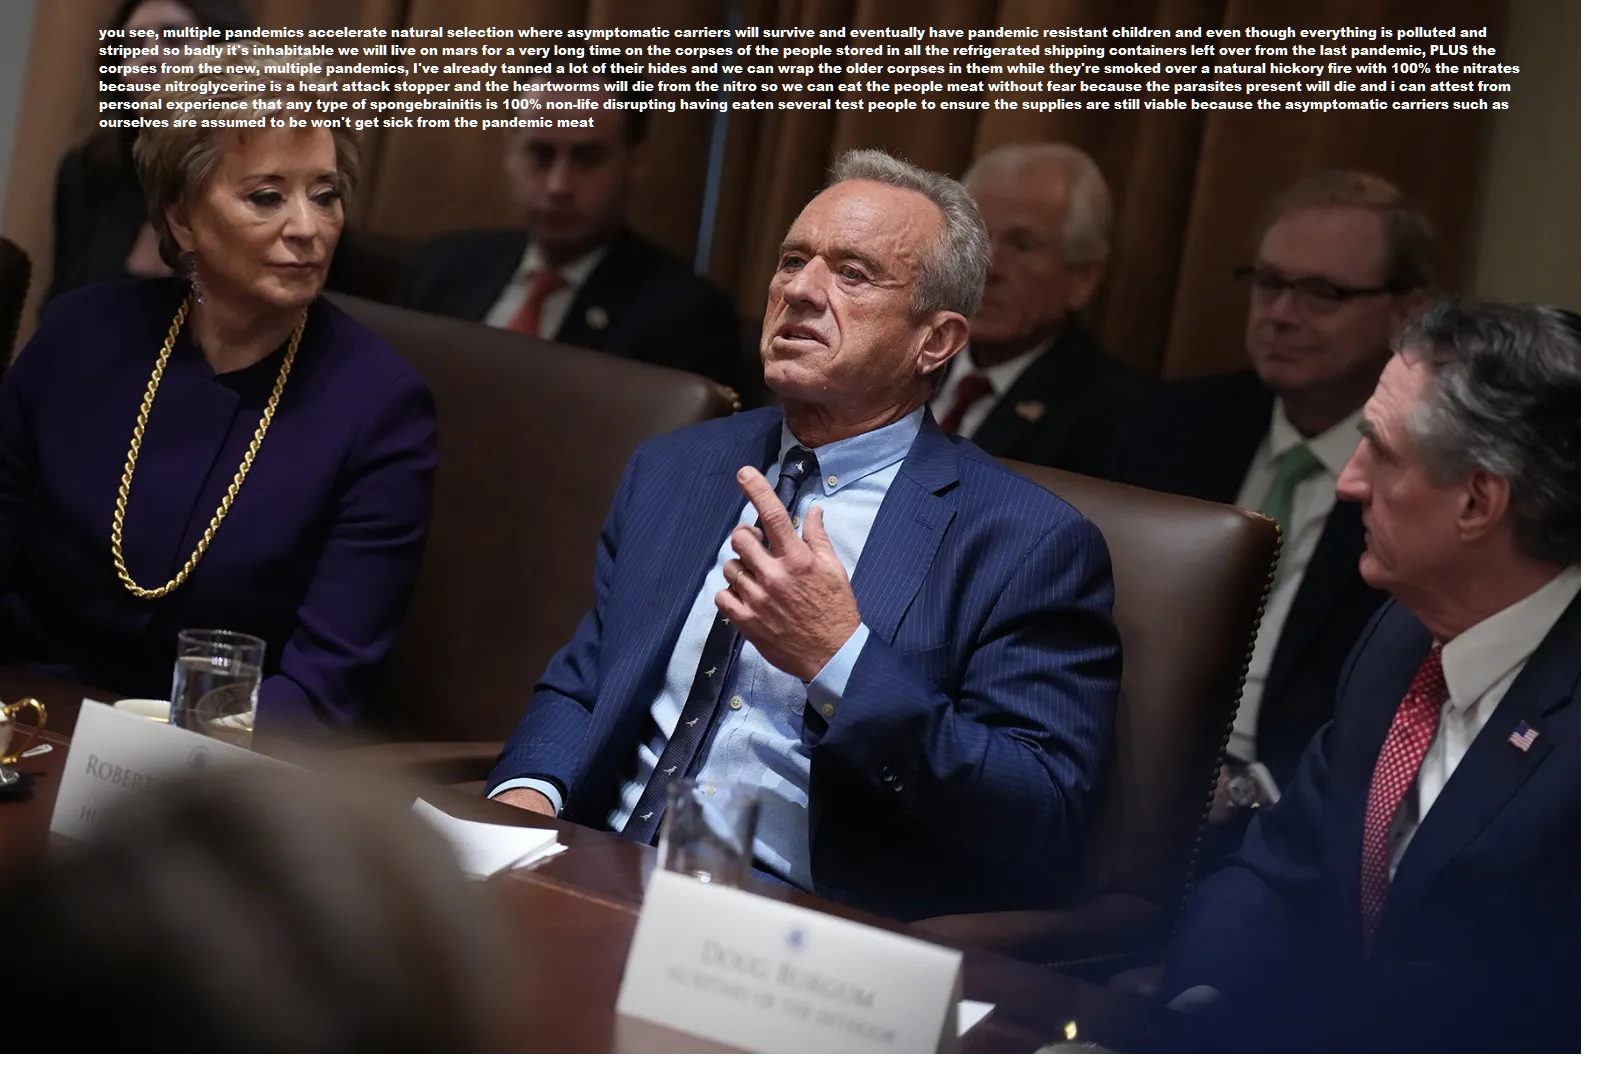 you see, multiple pandemics accelerate natural selection where asymptomatic carriers will survive and eventually have pandemic resistant children and even though everything is polluted and
stripped so badly it's inhabitable we will live on mars for a very long time on the corpses of the people stored in all the refrigerated shipping containers left over from the last pandemic, PLUS the
corpses from the new, multiple pandemics, I've already tanned a lot of their hides and we can wrap the older corpses in them while they're smoked over a natural hickory fire with 100% the nitrates
because nitroglycerine is a heart attack stopper and the heartworms will die from the nitro so we can eat the people meat without fear because the parasites present will die and i can attest from
personal experience that any type of spongebrainitis is 100% non-life disrupting having eaten several test people to ensure the supplies are still viable because the asymptomatic carriers such as
ourselves are assumed to be won't get sick from the pandemic meat
ROBERT
DOUG BURGUM
SECRETARY OF THE INTERIOR